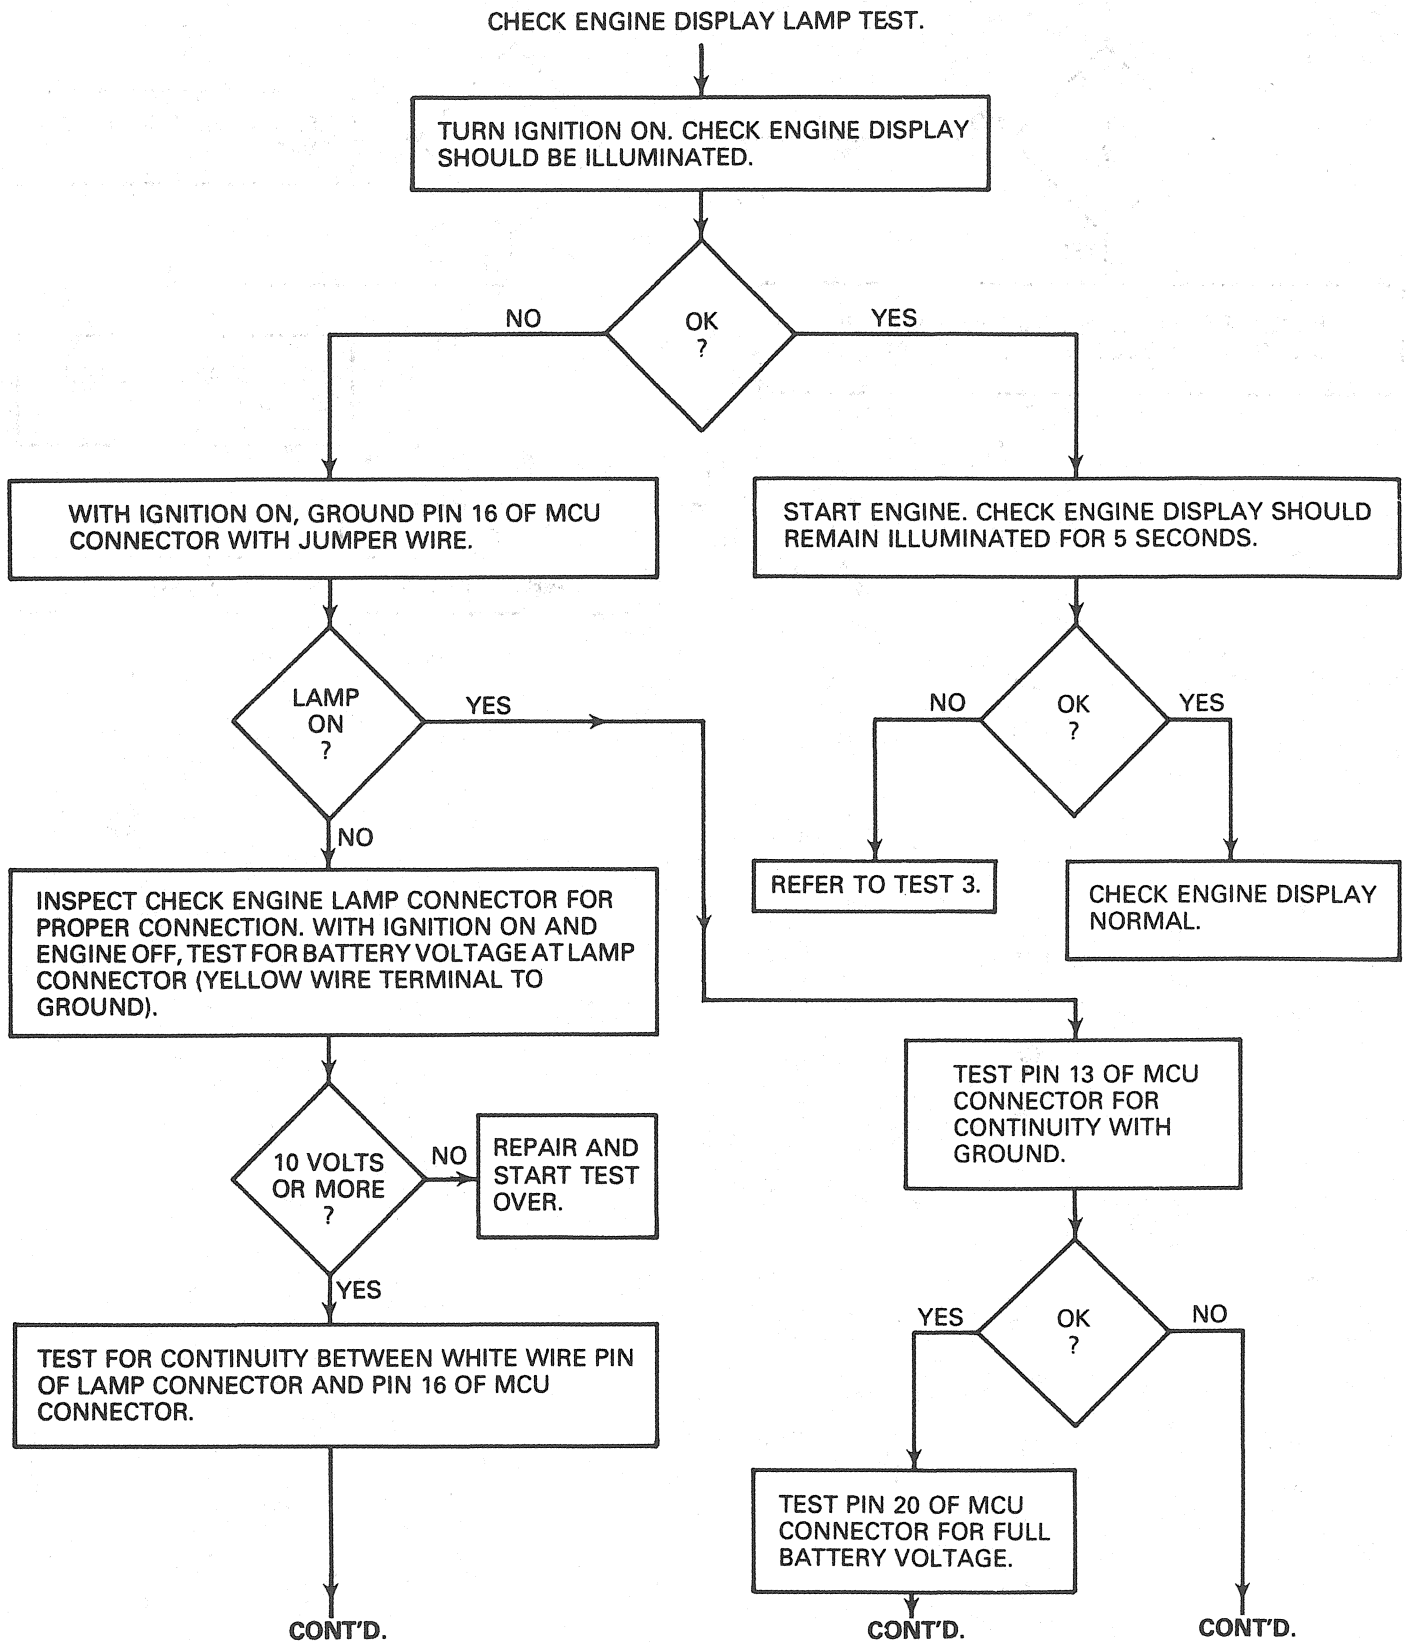 CHECK ENGINE DISPLAY LAMP TEST.
TURN IGNITION ON. CHECK ENGINE DISPLAY
SHOULD BE ILLUMINATED.
OK
?
NO
YES
WITH IGNITION ON, GROUND PIN 16 OF MCU
CONNECTOR WITH JUMPER WIRE.
START ENGINE. CHECK ENGINE DISPLAY SHOULD
REMAIN ILLUMINATED FOR 5 SECONDS.
LAMP
ON
?
YES
NO
OK
?
NO
YES
REFER TO TEST 3.
CHECK ENGINE DISPLAY
NORMAL.
INSPECT CHECK ENGINE LAMP CONNECTOR FOR
PROPER CONNECTION. WITH IGNITION ON AND
ENGINE OFF, TEST FOR BATTERY VOLTAGE AT LAMP
CONNECTOR (YELLOW WIRE TERMINAL TO
GROUND).
10 VOLTS
OR MORE
?
NO
REPAIR AND
START TEST
OVER.
YES
TEST FOR CONTINUITY BETWEEN WHITE WIRE PIN
OF LAMP CONNECTOR AND PIN 16 OF MCU
CONNECTOR.
CONT'D.
TEST PIN 13 OF MCU
CONNECTOR FOR
CONTINUITY WITH
GROUND.
OK
?
YES
NO
TEST PIN 20 OF MCU
CONNECTOR FOR FULL
BATTERY VOLTAGE.
CONT'D.
CONT'D.